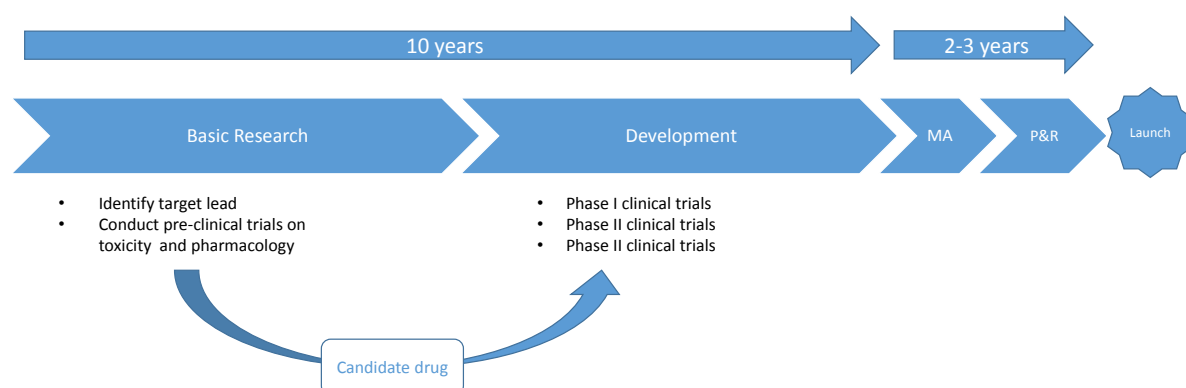 10 years
2-3 years
Basic Research
Development
MA
P&R
Launch
• Identify target lead
• Conduct pre-clinical trials on
toxicity and pharmacology
• Phase I clinical trials
• Phase II clinical trials
• Phase II clinical trials
Candidate drug